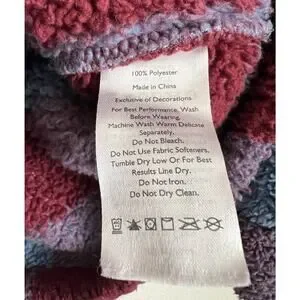 100% Polyester
Made in China
Exclusive of Decorations
For Best Performance, Wash
Before Wearing.
Machine Wash Warm Delicate
Separately.
Do Not Bleach.
Do Not Use Fabric Softeners.
Tumble Dry Low Or For Best
Results Line Dry.
Do Not Iron.
Do Not Dry Clean.